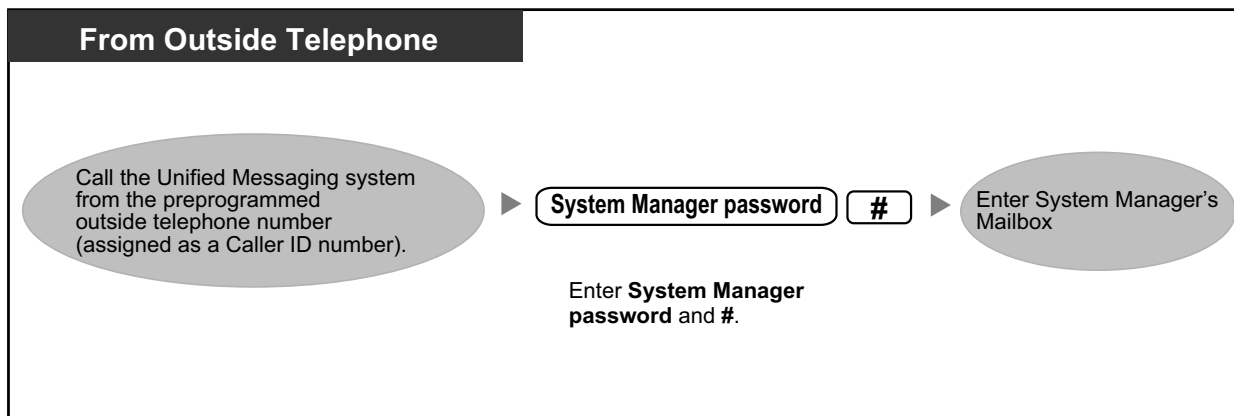 From Outside Telephone
Call the Unified Messaging system
from the preprogrammed
outside telephone number
(assigned as a Caller ID number).
System Manager password #
Enter System Manager
password and #.
Enter System Manager's
Mailbox